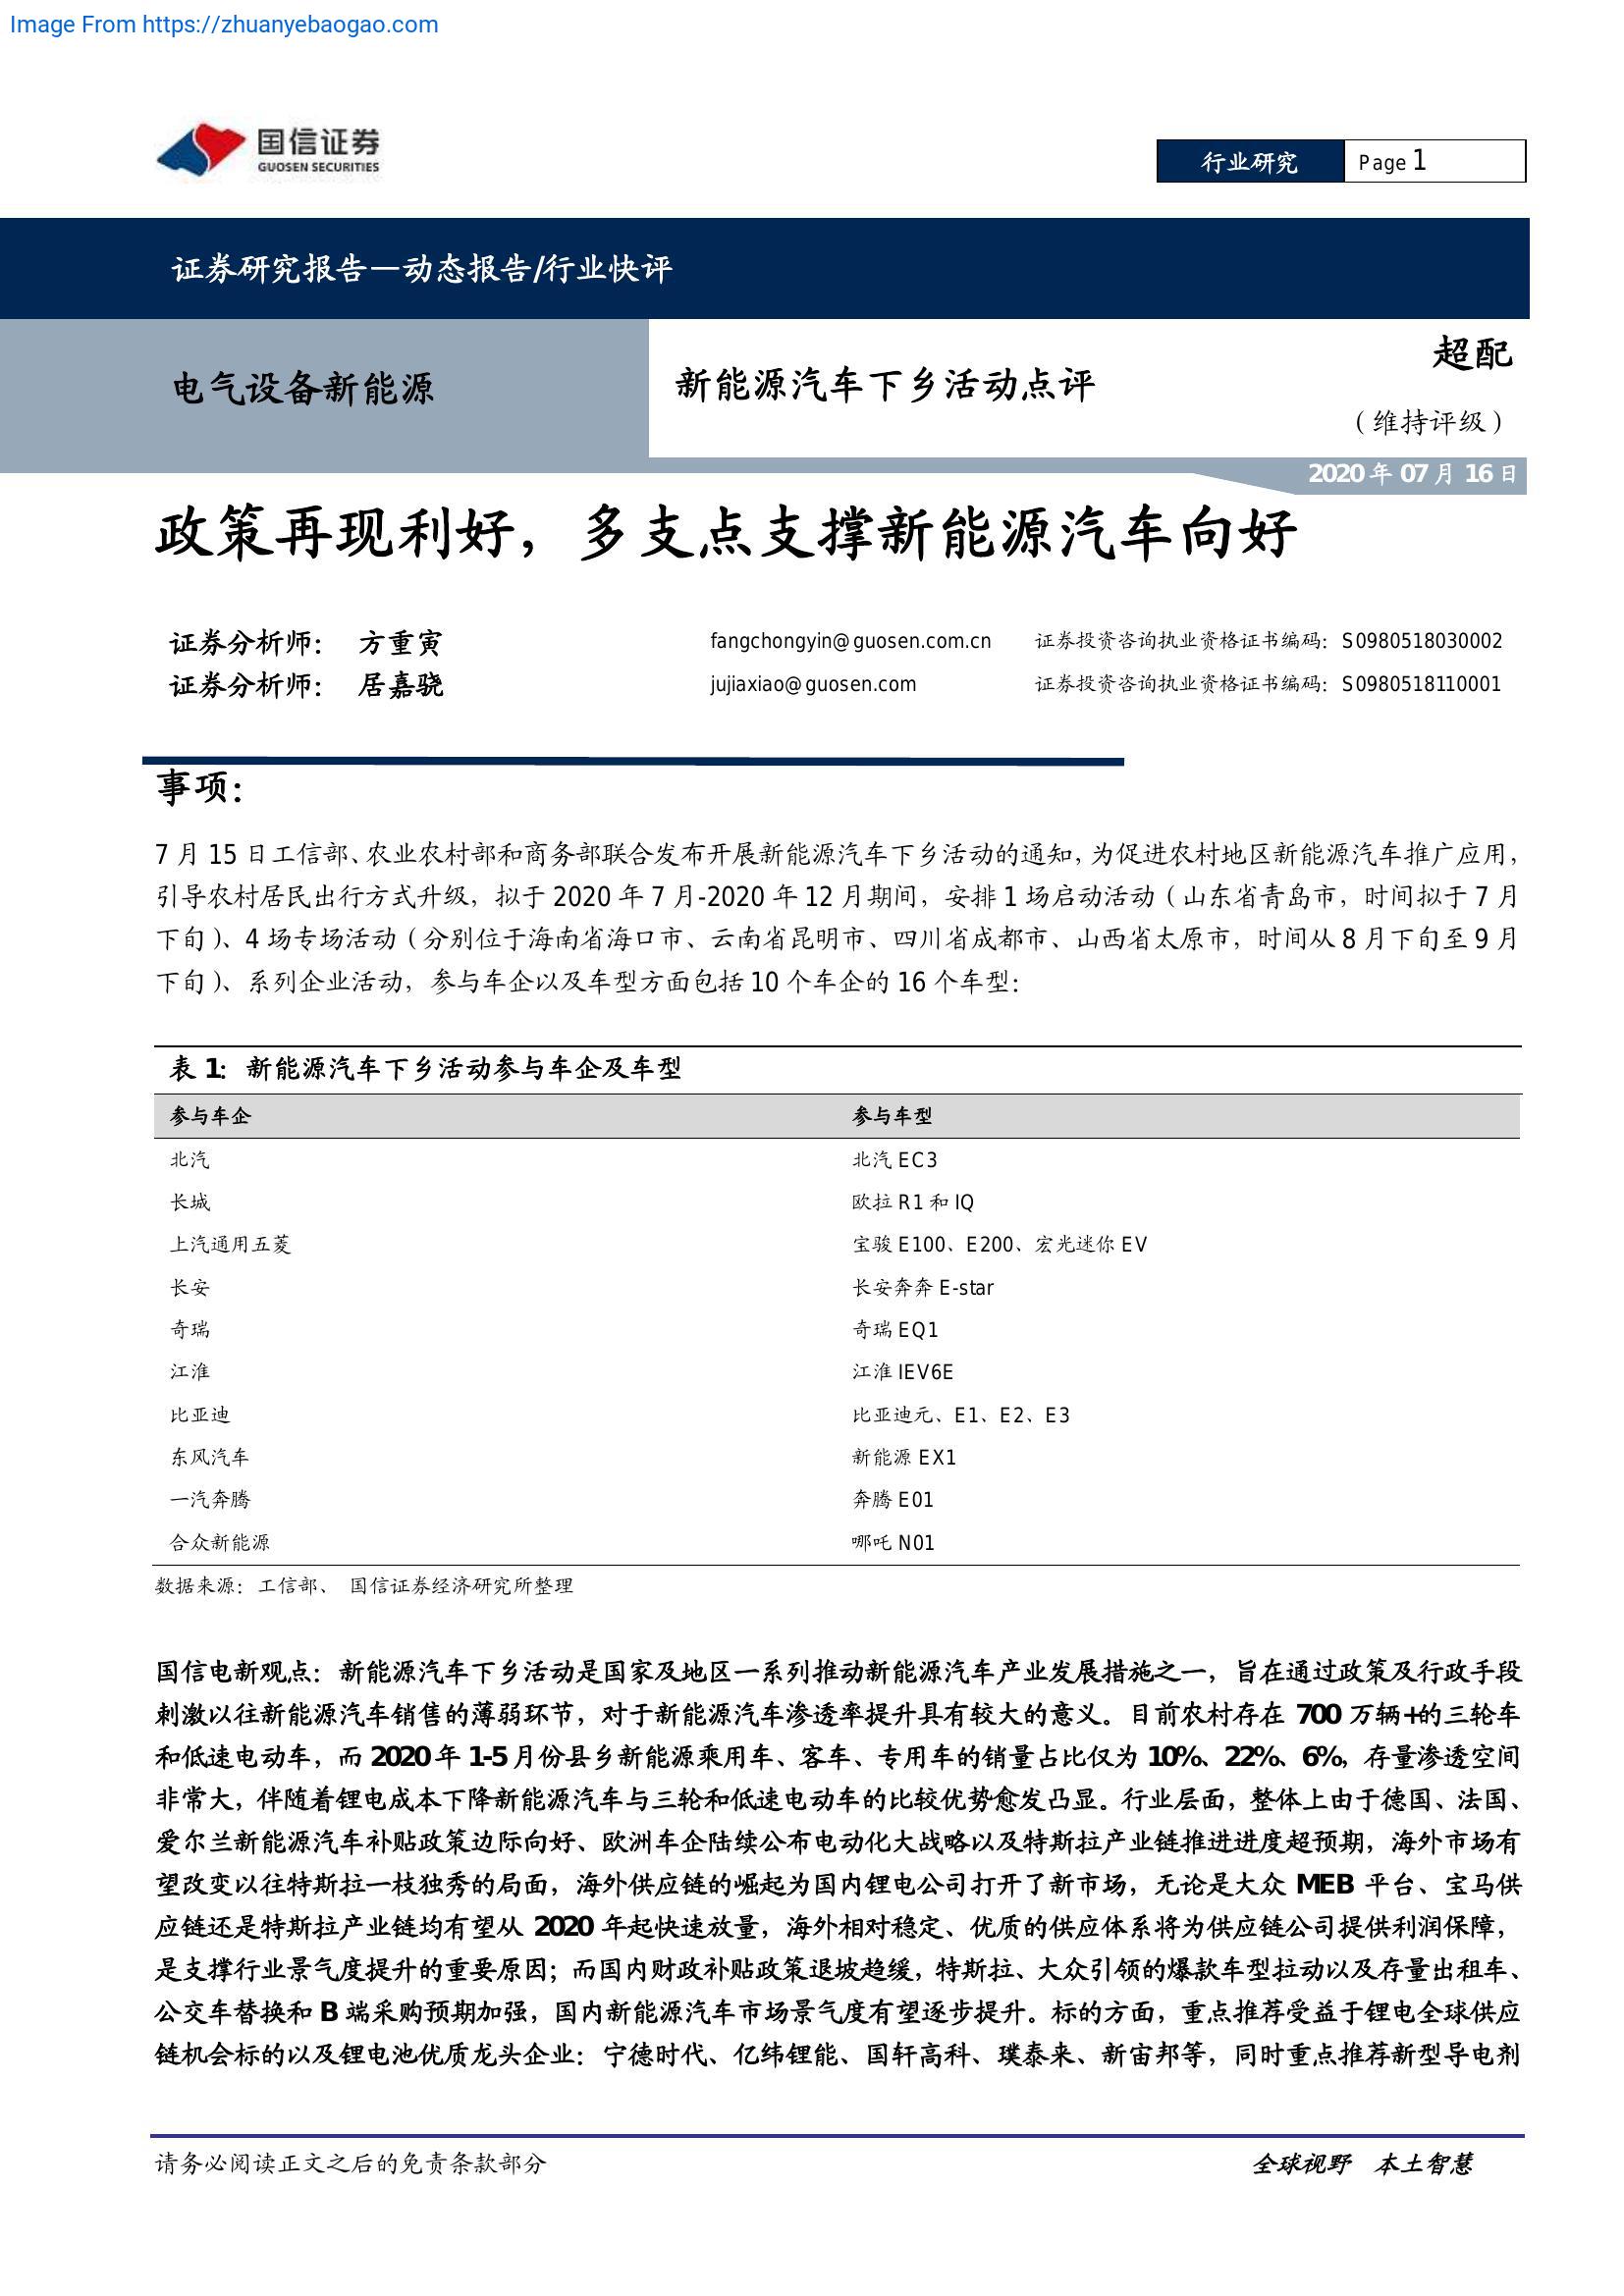 Image From https://zhuanyebaogao.com
国信证券
GUOSEN SECURITIES
行业研究 Page 1
证券研究报告—动态报告/行业快评
电气设备新能源
新能源汽车下乡活动点评
超配
（维持评级）
2020 年 07 月 16 日
政策再现利好，多支点支撑新能源汽车向好
证券分析师： 方重寅 fangchongyin@guosen.com.cn 证券投资咨询执业资格证书编码：S0980518030002
证券分析师： 居嘉骁 jujiaxiao@guosen.com 证券投资咨询执业资格证书编码：S0980518110001
事项：
7 月 15 日工信部、农业农村部和商务部联合发布开展新能源汽车下乡活动的通知，为促进农村地区新能源汽车推广应用，
引导农村居民出行方式升级，拟于 2020 年 7 月-2020 年 12 月期间，安排 1 场启动活动（山东省青岛市，时间拟于 7 月
下旬）、4 场专场活动（分别位于海南省海口市、云南省昆明市、四川省成都市、山西省太原市，时间从 8 月下旬至 9 月
下旬）、系列企业活动，参与车企以及车型方面包括 10 个车企的 16 个车型：
表 1：新能源汽车下乡活动参与车企及车型
参与车企 参与车型
北汽 北汽 EC3
长城 欧拉 R1 和 IQ
上汽通用五菱 宝骏 E100、E200、宏光迷你 EV
长安 长安奔奔 E-star
奇瑞 奇瑞 EQ1
江淮 江淮 IEV6E
比亚迪 比亚迪元、E1、E2、E3
东风汽车 新能源 EX1
一汽奔腾 奔腾 E01
合众新能源 哪吒 N01
数据来源：工信部、 国信证券经济研究所整理
国信电新观点：新能源汽车下乡活动是国家及地区一系列推动新能源汽车产业发展措施之一，旨在通过政策及行政手段
刺激以往新能源汽车销售的薄弱环节，对于新能源汽车渗透率提升具有较大的意义。目前农村存在 700 万辆+的三轮车
和低速电动车，而 2020 年 1-5 月份县乡新能源乘用车、客车、专用车的销量占比仅为 10%、22%、6%，存量渗透空间
非常大，伴随着锂电成本下降新能源汽车与三轮和低速电动车的比较优势愈发凸显。行业层面，整体上由于德国、法国、
爱尔兰新能源汽车补贴政策边际向好、欧洲车企陆续公布电动化大战略以及特斯拉产业链推进进度超预期，海外市场有
望改变以往特斯拉一枝独秀的局面，海外供应链的崛起为国内锂电公司打开了新市场，无论是大众 MEB 平台、宝马供
应链还是特斯拉产业链均有望从 2020 年起快速放量，海外相对稳定、优质的供应体系将为供应链公司提供利润保障，
是支撑行业景气度提升的重要原因；而国内财政补贴政策退坡趋缓，特斯拉、大众引领的爆款车型拉动以及存量出租车、
公交车替换和 B 端采购预期加强，国内新能源汽车市场景气度有望逐步提升。标的方面，重点推荐受益于锂电全球供应
链机会标的以及锂电池优质龙头企业：宁德时代、亿纬锂能、国轩高科、璞泰来、新宙邦等，同时重点推荐新型导电剂
请务必阅读正文之后的免责条款部分 全球视野 本土智慧